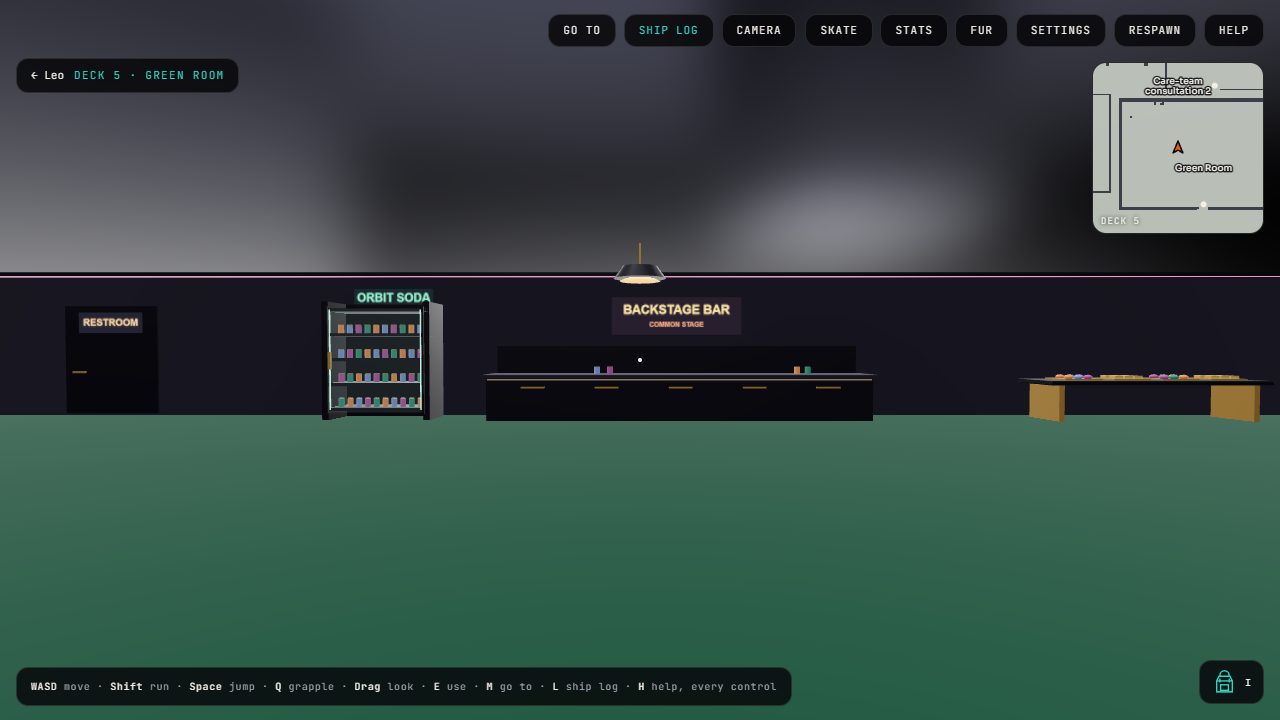 GO TO
SHIP LOG
CAMERA
SKATE
STATS
FUR
SETTINGS
RESPAWN
HELP
← Leo DECK 5 · GREEN ROOM
Care-team
consultation 2
Green Room
DECK 5
RESTROOM
ORBIT SODA
BACKSTAGE BAR
COMMON STAGE
WASD move · Shift run · Space jump · Q grapple · Drag look · E use · M go to · L ship log · H help, every control
I